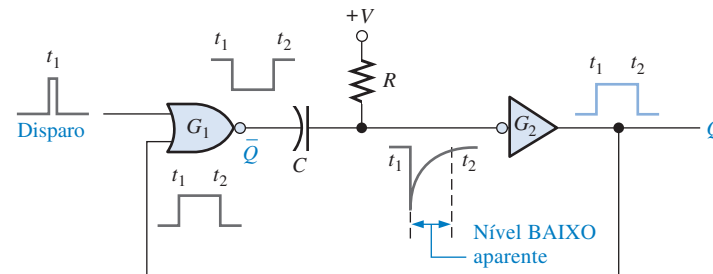 +V
t1 t2
t1
R
t1 t2
Disparo
G1
Q̄
C
G2
Q
t1 t2
t1 t2
Nível BAIXO
aparente